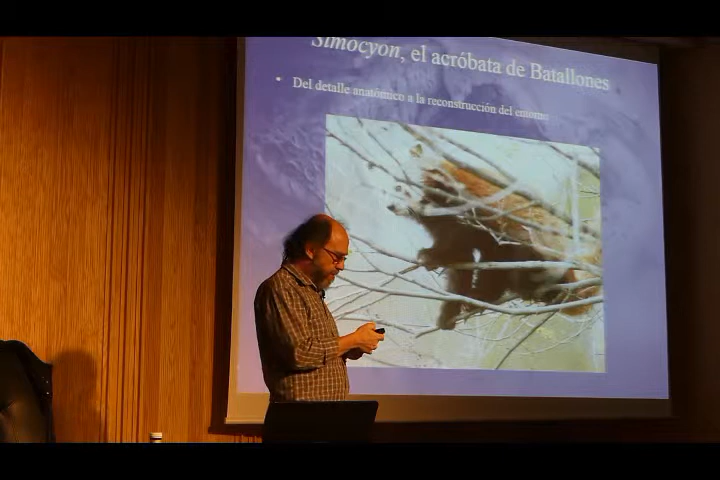 Simocyon, el acróbata de Batallones
• Del detalle anatómico a la reconstrucción del entorno